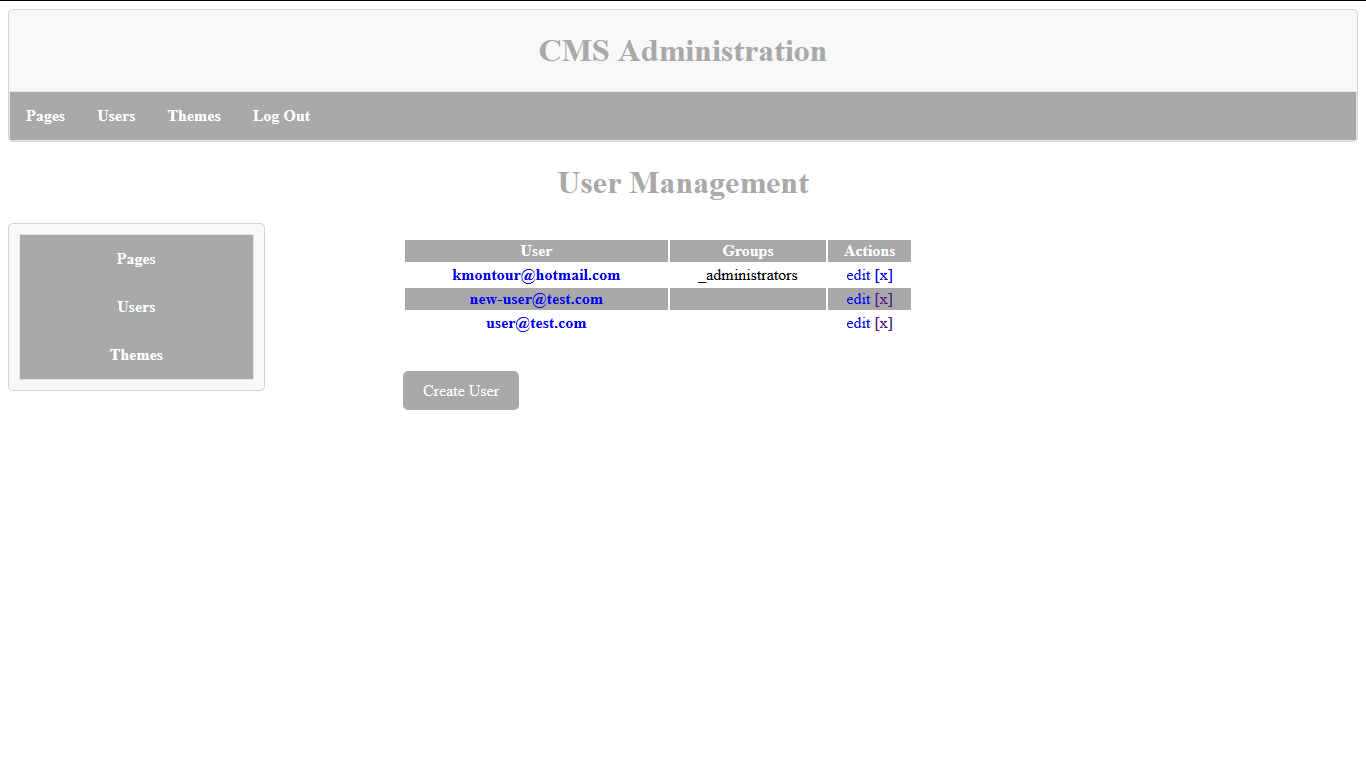 CMS Administration
Pages Users Themes Log Out
User Management
Pages
Users
Themes
User Groups Actions
kmontour@hotmail.com _administrators edit [x]
new-user@test.com edit [x]
user@test.com edit [x]
Create User